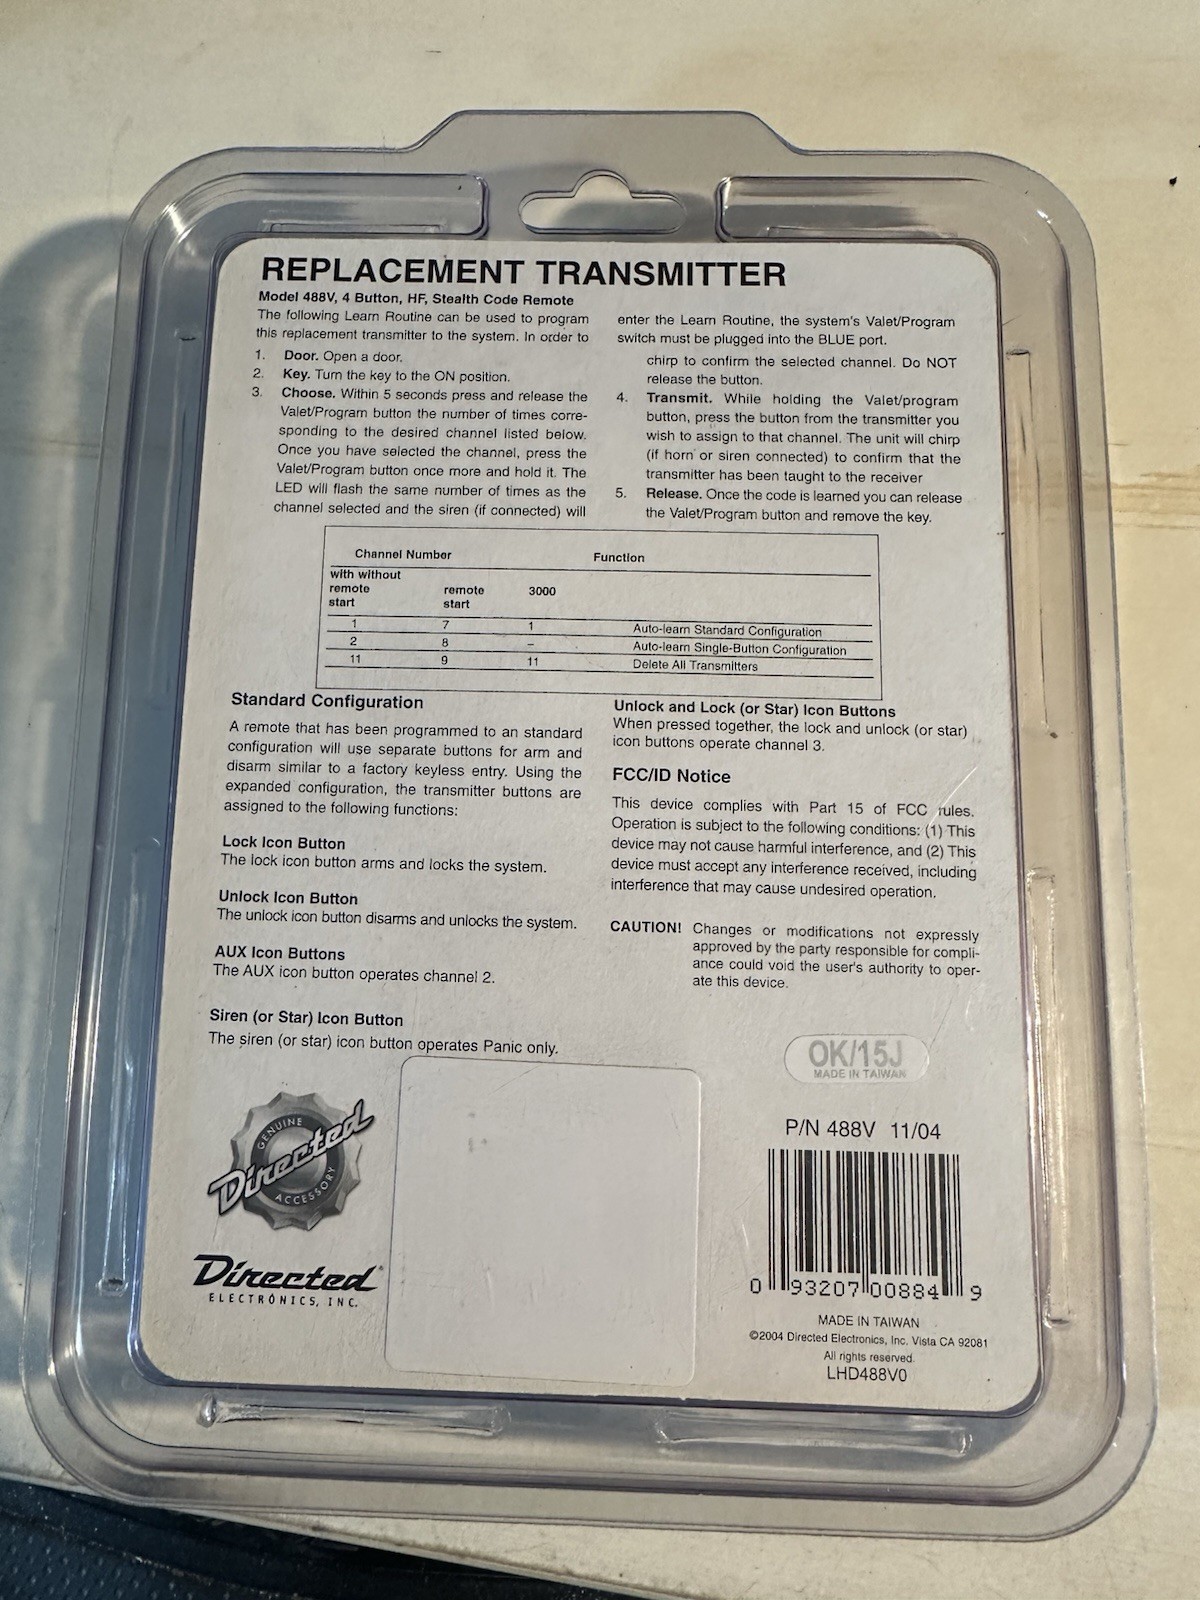 REPLACEMENT TRANSMITTER
Model 488V, 4 Button, HF, Stealth Code Remote
The following Learn Routine can be used to program
this replacement transmitter to the system. In order to
enter the Learn Routine, the system's Valet/Program
switch must be plugged into the BLUE port.
1. Door. Open a door.
2. Key. Turn the key to the ON position.
3. Choose. Within 5 seconds press and release the
Valet/Program button the number of times corre-
sponding to the desired channel listed below.
Once you have selected the channel, press the
Valet/Program button once more and hold it. The
LED will flash the same number of times as the
channel selected and the siren (if connected) will
chirp to confirm the selected channel. Do NOT
release the button.
4. Transmit. While holding the Valet/program
button, press the button from the transmitter you
wish to assign to that channel. The unit will chirp
(if horn or siren connected) to confirm that the
transmitter has been taught to the receiver
5. Release. Once the code is learned you can release
the Valet/Program button and remove the key.
Channel Number Function
with without
remote remote 3000
start start
1 7 1 Auto-learn Standard Configuration
2 8 – Auto-learn Single-Button Configuration
11 9 11 Delete All Transmitters
Standard Configuration
A remote that has been programmed to an standard
configuration will use separate buttons for arm and
disarm similar to a factory keyless entry. Using the
expanded configuration, the transmitter buttons are
assigned to the following functions:
Lock Icon Button
The lock icon button arms and locks the system.
Unlock Icon Button
The unlock icon button disarms and unlocks the system.
AUX Icon Buttons
The AUX icon button operates channel 2.
Siren (or Star) Icon Button
The siren (or star) icon button operates Panic only.
Unlock and Lock (or Star) Icon Buttons
When pressed together, the lock and unlock (or star)
icon buttons operate channel 3.
FCC/ID Notice
This device complies with Part 15 of FCC rules.
Operation is subject to the following conditions: (1) This
device may not cause harmful interference, and (2) This
device must accept any interference received, including
interference that may cause undesired operation.
CAUTION! Changes or modifications not expressly
approved by the party responsible for compli-
ance could void the user's authority to oper-
ate this device.
OK/15J
MADE IN TAIWAN
GENUINE
Directed
ACCESSORY
Directed
ELECTRONICS, INC.
P/N 488V 11/04
0 93207 00884 9
MADE IN TAIWAN
©2004 Directed Electronics, Inc. Vista CA 92081
All rights reserved.
LHD488V0